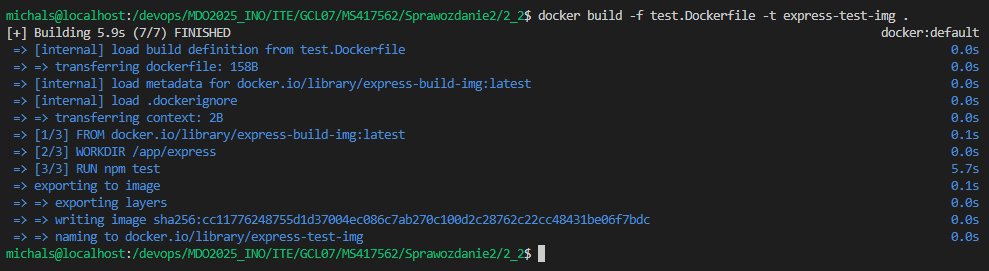 michals@localhost:/devops/MDO2025_INO/ITE/GCL07/MS417562/Sprawozdanie2/2_2$ docker build -f test.Dockerfile -t express-test-img .
[+] Building 5.9s (7/7) FINISHED docker:default
=> [internal] load build definition from test.Dockerfile 0.0s
=> => transferring dockerfile: 158B 0.0s
=> [internal] load metadata for docker.io/library/express-build-img:latest 0.0s
=> [internal] load .dockerignore 0.0s
=> => transferring context: 2B 0.0s
=> [1/3] FROM docker.io/library/express-build-img:latest 0.1s
=> [2/3] WORKDIR /app/express 0.0s
=> [3/3] RUN npm test 5.7s
=> exporting to image 0.1s
=> => exporting layers 0.0s
=> => writing image sha256:cc11776248755d1d37004ec086c7ab270c100d2c28762c22cc48431be06f7bdc 0.0s
=> => naming to docker.io/library/express-test-img 0.0s
michals@localhost:/devops/MDO2025_INO/ITE/GCL07/MS417562/Sprawozdanie2/2_2$